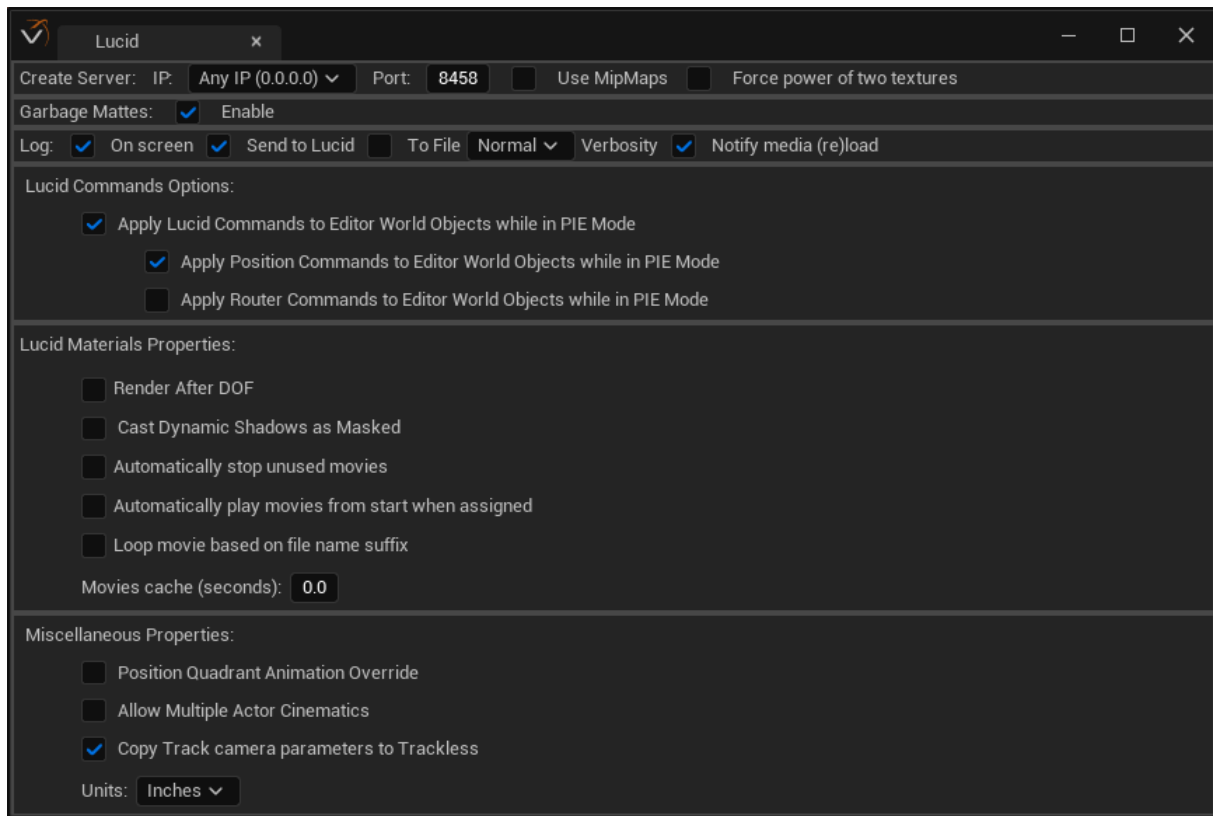 Lucid
Create Server: IP: Any IP (0.0.0.0) Port: 8458 Use MipMaps Force power of two textures
Garbage Mattes: Enable
Log: On screen Send to Lucid To File Normal Verbosity Notify media (re)load
Lucid Commands Options:
Apply Lucid Commands to Editor World Objects while in PIE Mode
Apply Position Commands to Editor World Objects while in PIE Mode
Apply Router Commands to Editor World Objects while in PIE Mode
Lucid Materials Properties:
Render After DOF
Cast Dynamic Shadows as Masked
Automatically stop unused movies
Automatically play movies from start when assigned
Loop movie based on file name suffix
Movies cache (seconds): 0.0
Miscellaneous Properties:
Position Quadrant Animation Override
Allow Multiple Actor Cinematics
Copy Track camera parameters to Trackless
Units: Inches